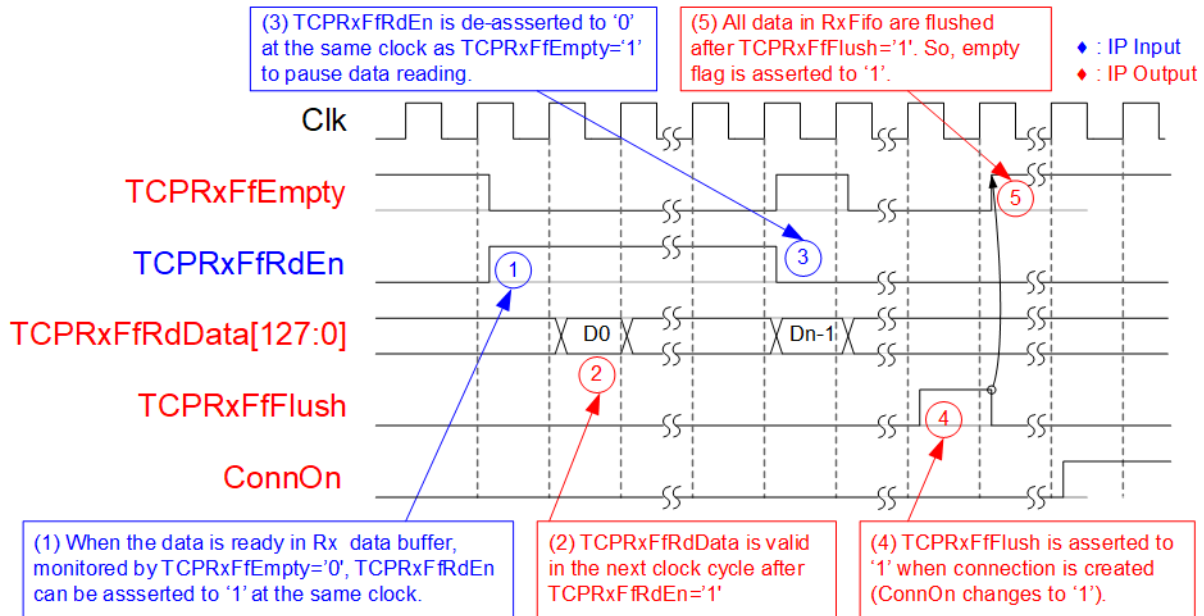 (3) TCPRxFfRdEn is de-assserted to ‘0’
at the same clock as TCPRxFfEmpty=‘1’
to pause data reading.
(5) All data in RxFifo are flushed
after TCPRxFfFlush=‘1’. So, empty
flag is asserted to ‘1’.
♦ : IP Input
♦ : IP Output
Clk
TCPRxFfEmpty
5
TCPRxFfRdEn
1
3
TCPRxFfRdData[127:0]
D0
Dn-1
2
TCPRxFfFlush
4
ConnOn
(1) When the data is ready in Rx data buffer,
monitored by TCPRxFfEmpty=‘0’, TCPRxFfRdEn
can be assserted to ‘1’ at the same clock.
(2) TCPRxFfRdData is valid
in the next clock cycle after
TCPRxFfRdEn=‘1’
(4) TCPRxFfFlush is asserted to
‘1’ when connection is created
(ConnOn changes to ‘1’).